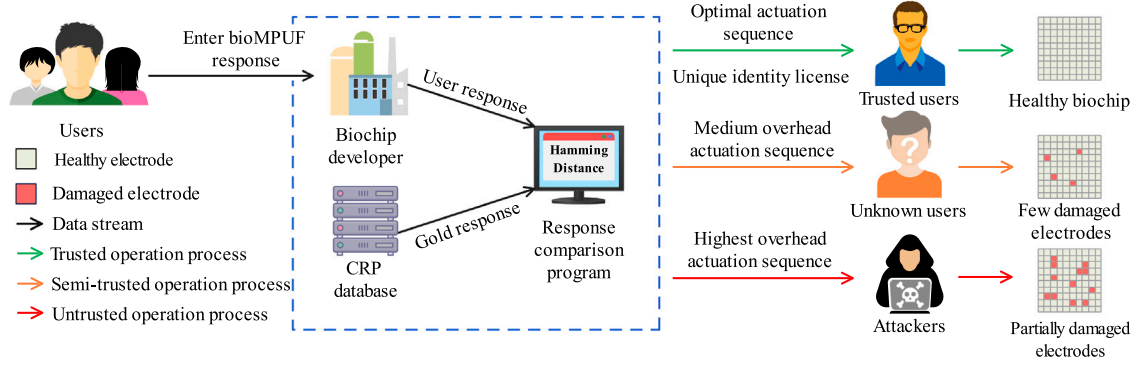 Users
Healthy electrode
Damaged electrode
Data stream
Trusted operation process
Semi-trusted operation process
Untrusted operation process
Enter bioMPUF
response
Biochip
developer
CRP
database
User response
Gold response
Hamming
Distance
Response
comparison
program
Optimal actuation
sequence
Unique identity license
Trusted users
Healthy biochip
Medium overhead
actuation sequence
?
Unknown users
Few damaged
electrodes
Highest overhead
actuation sequence
Attackers
Partially damaged
electrodes